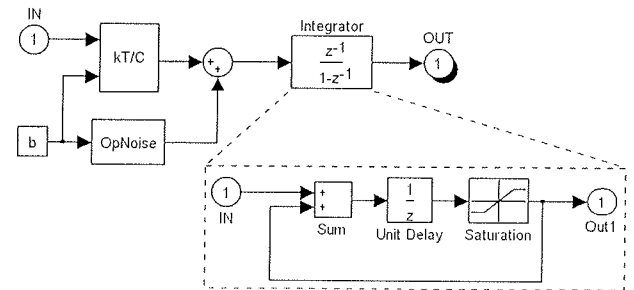 IN
1
kT/C
+
+
Integrator
z-1
1-z-1
OUT
1
b
OpNoise
1
IN
+
+
Sum
1
z
Unit Delay
Saturation
1
Out1